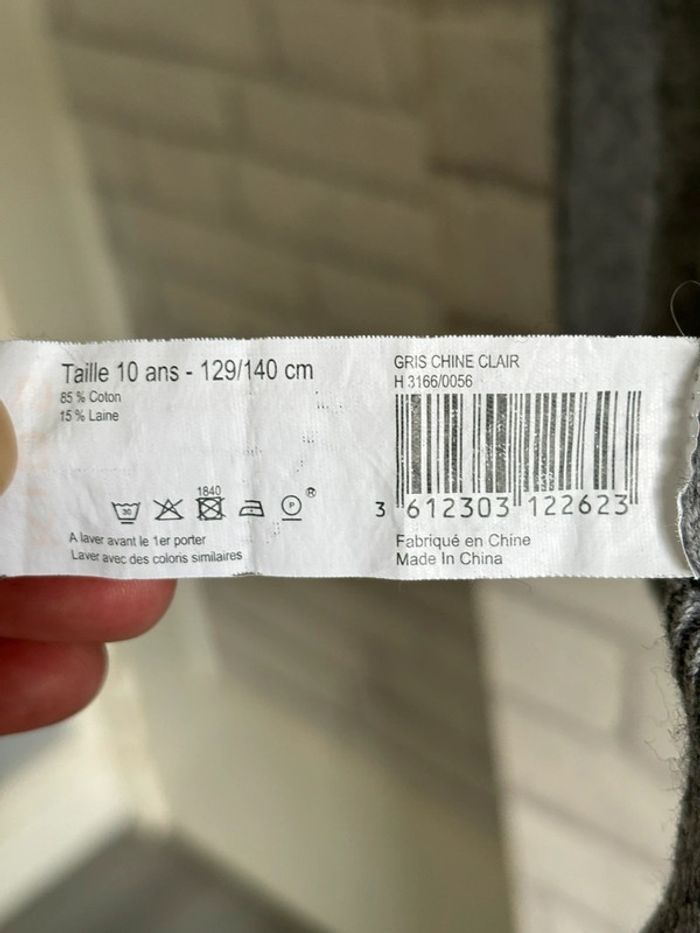 Taille 10 ans - 129/140 cm
85 % Coton
15 % Laine
1840
30
P
®
A laver avant le 1er porter
Laver avec des coloris similaires
GRIS CHINE CLAIR
H 3166/0056
3 612303 122623
Fabriqué en Chine
Made In China